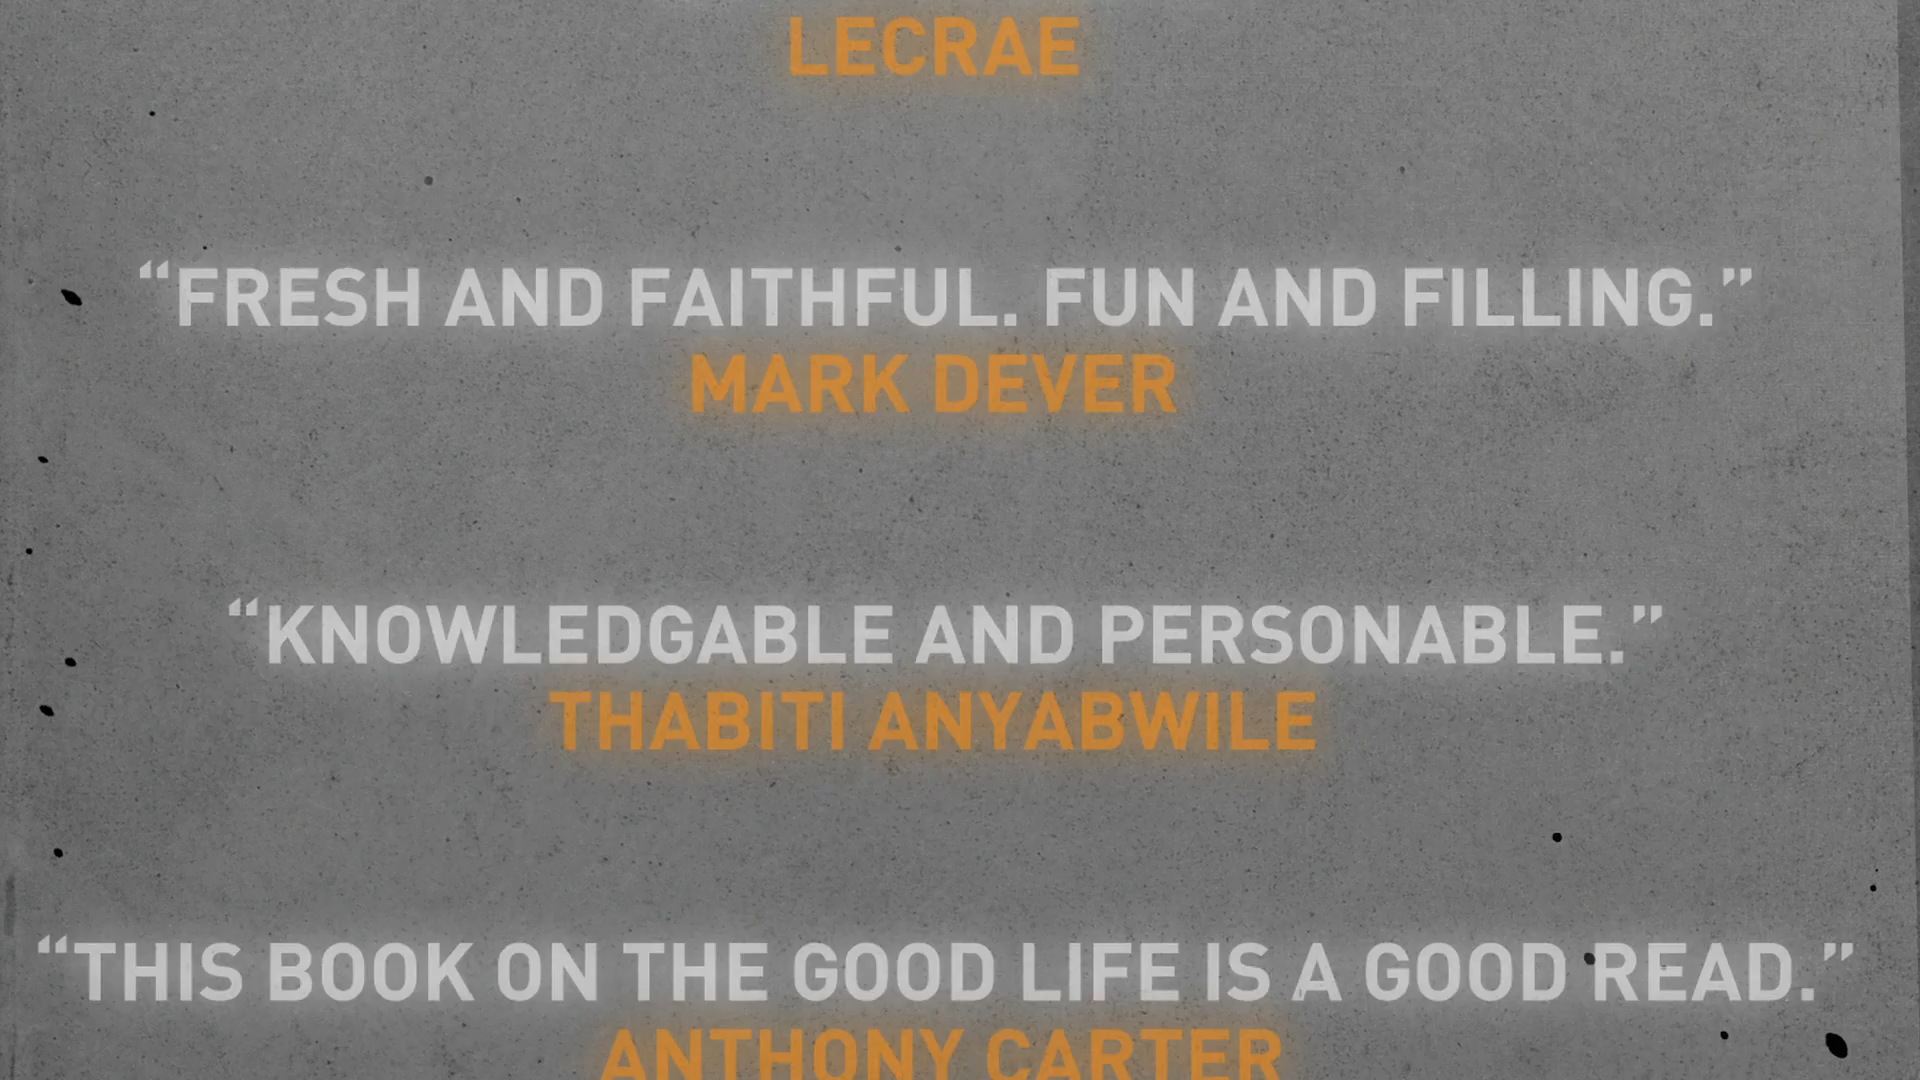 LECRAE
“FRESH AND FAITHFUL. FUN AND FILLING.”
MARK DEVER
“KNOWLEDGABLE AND PERSONABLE.”
THABITI ANYABWILE
“THIS BOOK ON THE GOOD LIFE IS A GOOD READ.”
ANTHONY CARTER